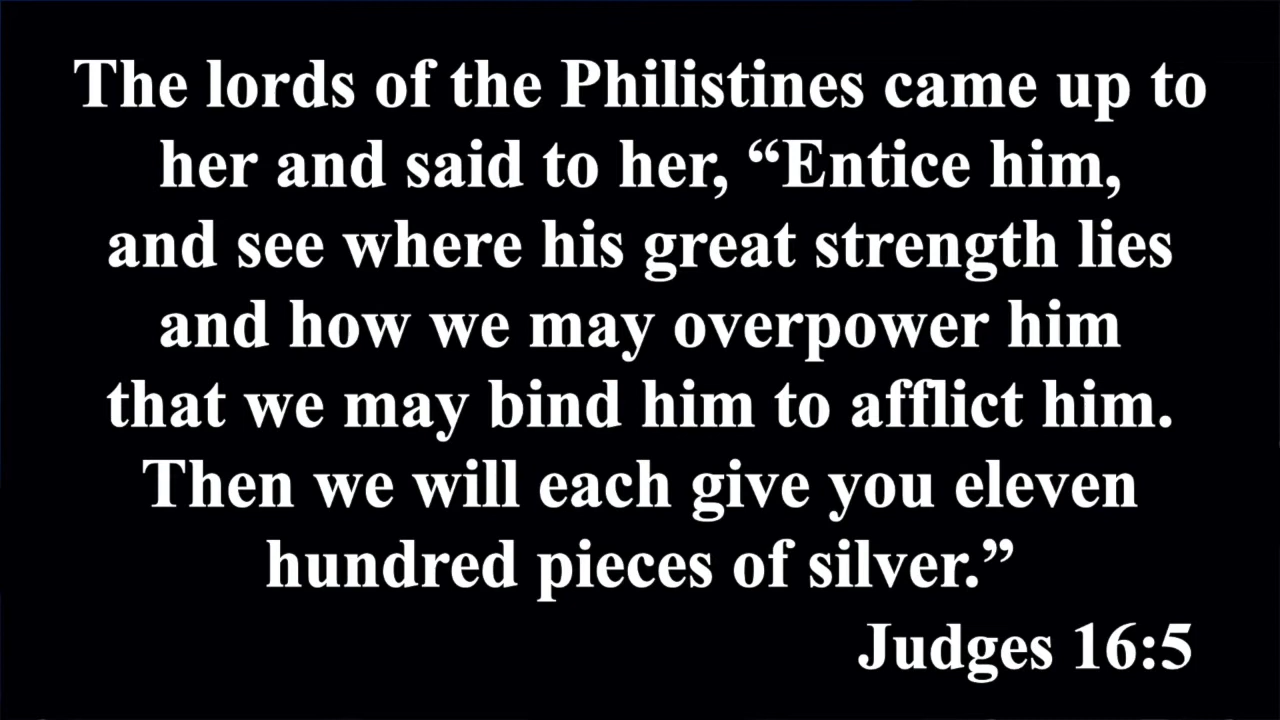 The lords of the Philistines came up to
her and said to her, “Entice him,
and see where his great strength lies
and how we may overpower him
that we may bind him to afflict him.
Then we will each give you eleven
hundred pieces of silver.”
Judges 16:5